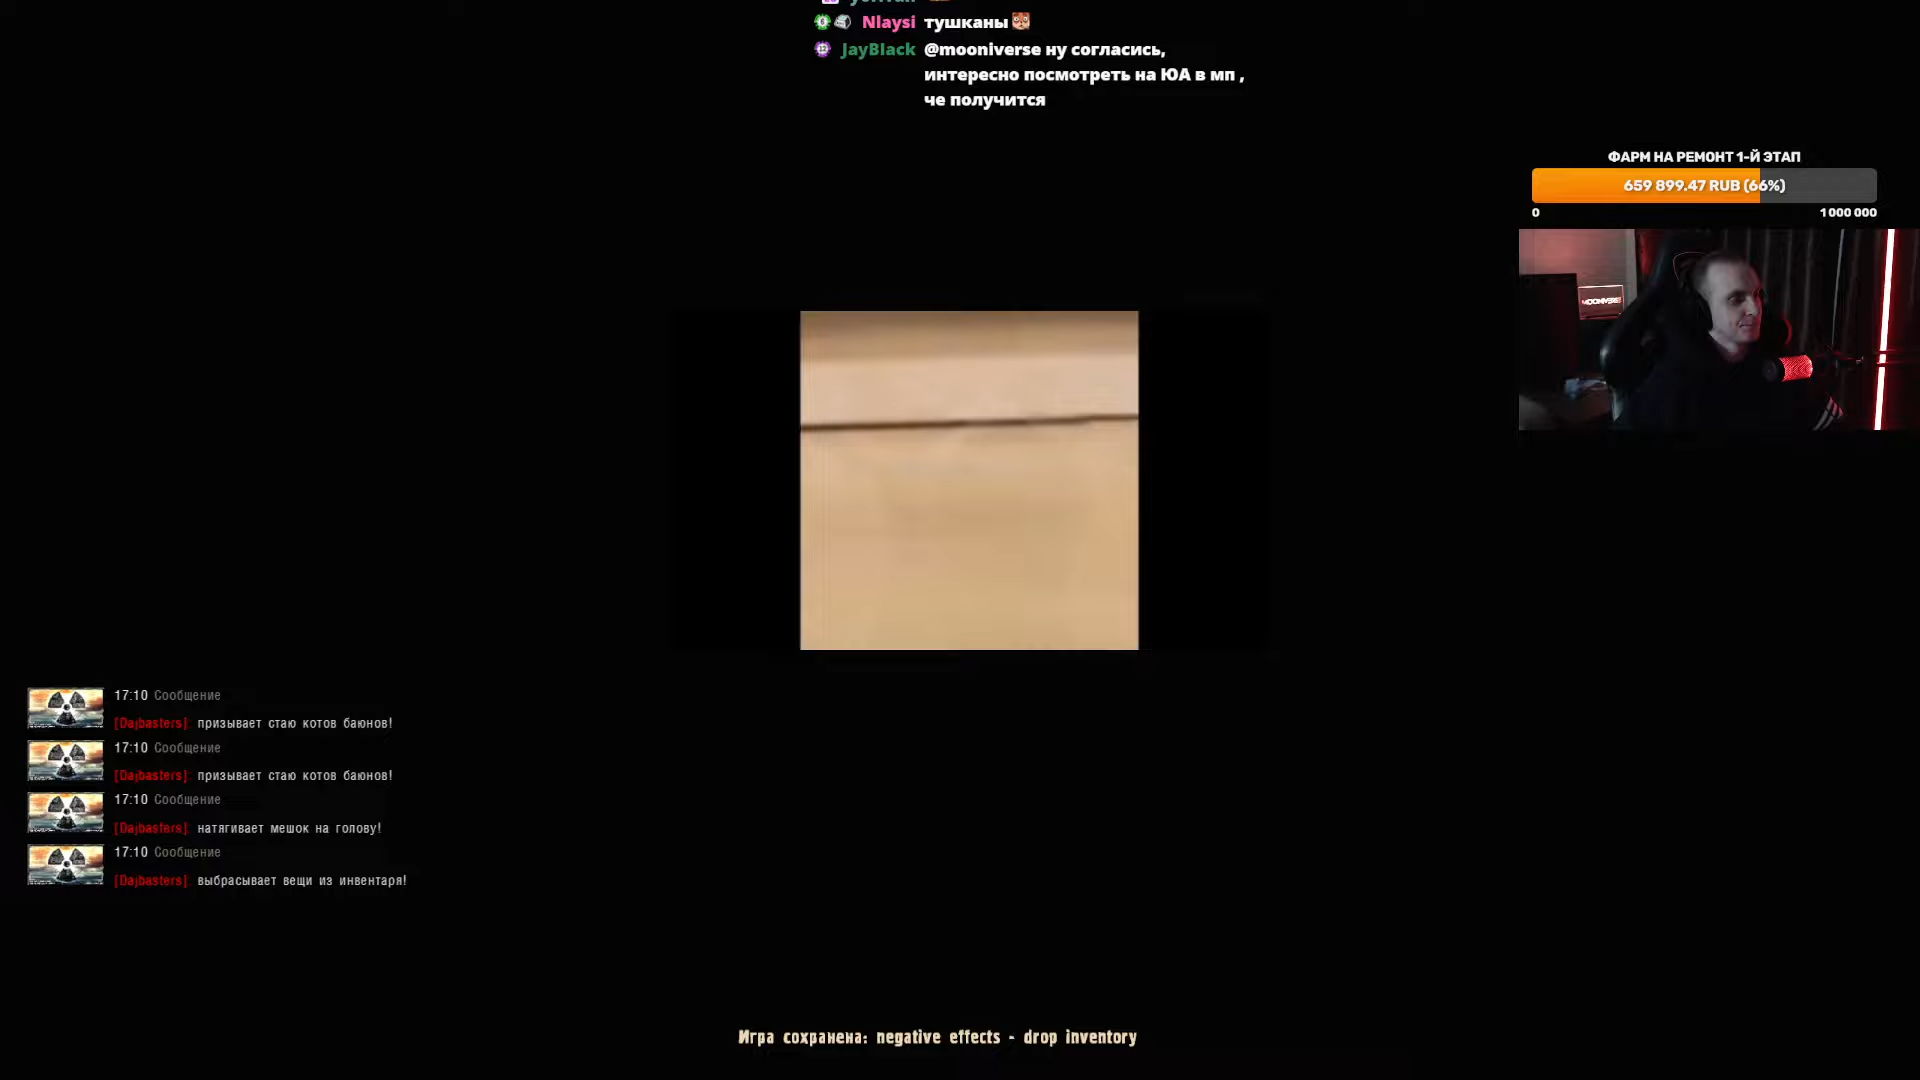 Nlaysi тушканы
JayBlack @mooniverse ну согласись,
интересно посмотреть на ЮА в мп ,
че получится
ФАРМ НА РЕМОНТ 1-Й ЭТАП
659 899.47 RUB (66%)
0 1 000 000
MOONIVERSE
17:10 Сообщение
[Dajbasters]: призывает стаю котов баюнов!
17:10 Сообщение
[Dajbasters]: призывает стаю котов баюнов!
17:10 Сообщение
[Dajbasters]: натягивает мешок на голову!
17:10 Сообщение
[Dajbasters]: выбрасывает вещи из инвентаря!
Игра сохранена: negative effects - drop inventory